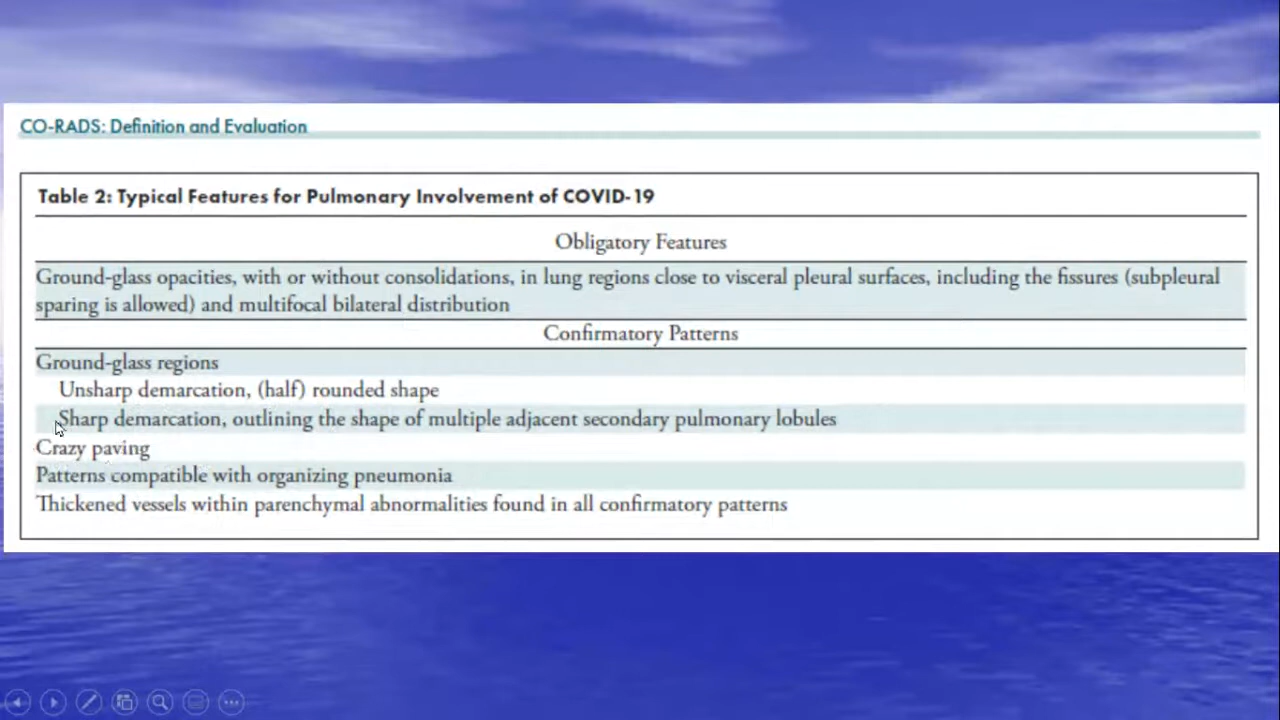 CO-RADS: Definition and Evaluation
Table 2: Typical Features for Pulmonary Involvement of COVID-19
Obligatory Features
Ground-glass opacities, with or without consolidations, in lung regions close to visceral pleural surfaces, including the fissures (subpleural
sparing is allowed) and multifocal bilateral distribution
Confirmatory Patterns
Ground-glass regions
Unsharp demarcation, (half) rounded shape
Sharp demarcation, outlining the shape of multiple adjacent secondary pulmonary lobules
Crazy paving
Patterns compatible with organizing pneumonia
Thickened vessels within parenchymal abnormalities found in all confirmatory patterns